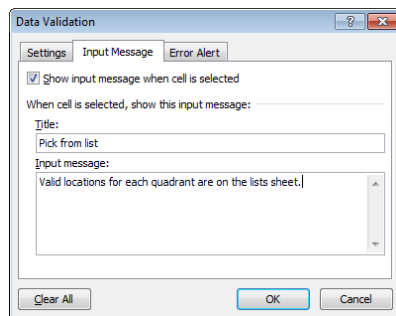 Data Validation
Settings Input Message Error Alert
Show input message when cell is selected
When cell is selected, show this input message:
Title:
Pick from list
Input message:
Valid locations for each quadrant are on the lists sheet.
Clear All OK Cancel